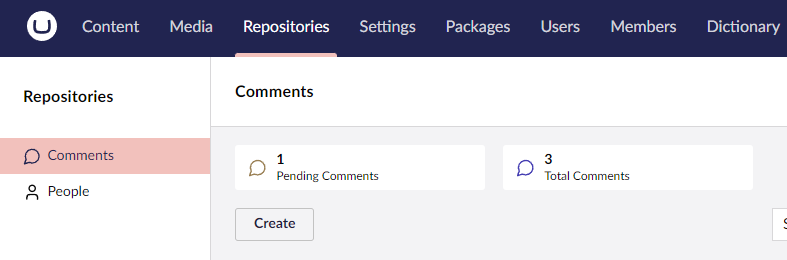 Content Media Repositories Settings Packages Users Members Dictionary
Repositories
Comments
People
Comments
1
Pending Comments
3
Total Comments
Create